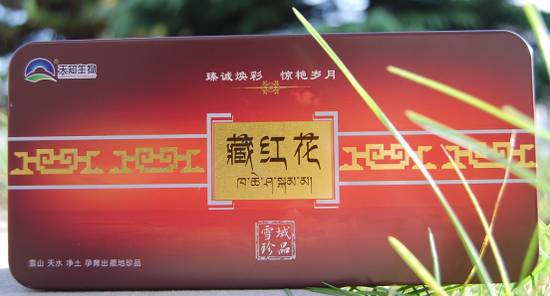 天知生物
臻诚焕彩 惊艳岁月
藏红花
ཁ་ཆེ་ཤ་སྐམ་མ།
雪域
珍品
雪山 天水 净土 孕育出藏地珍品